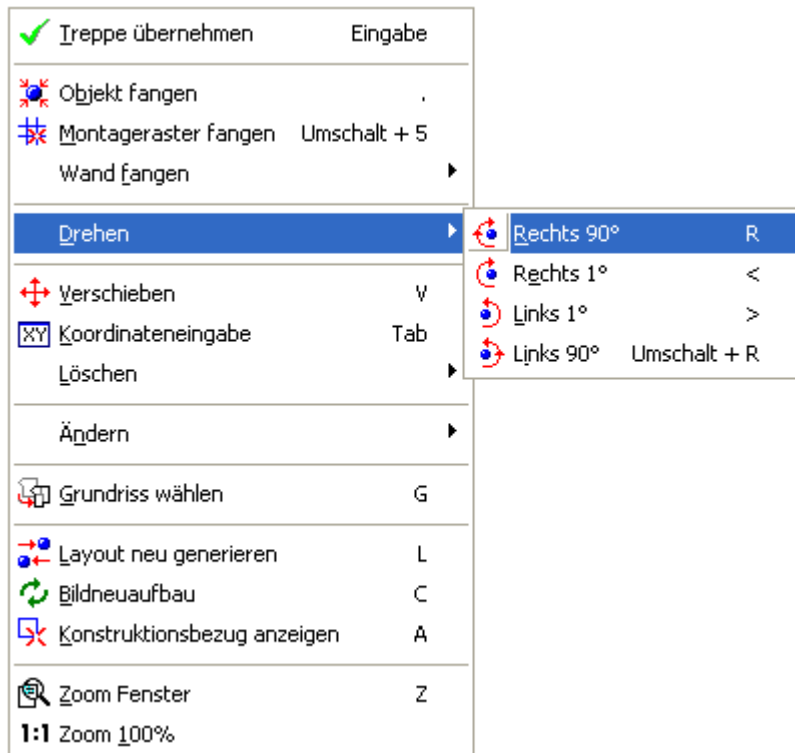 Treppe übernehmen Eingabe
Objekt fangen .
Montageraster fangen Umschalt + 5
Wand fangen
Drehen
Rechts 90° R
Rechts 1° <
Links 1° >
Links 90° Umschalt + R
Verschieben V
XY Koordinateneingabe Tab
Löschen
Ändern
Grundriss wählen G
Layout neu generieren L
Bildneuaufbau C
Konstruktionsbezug anzeigen A
Zoom Fenster Z
1:1 Zoom 100%